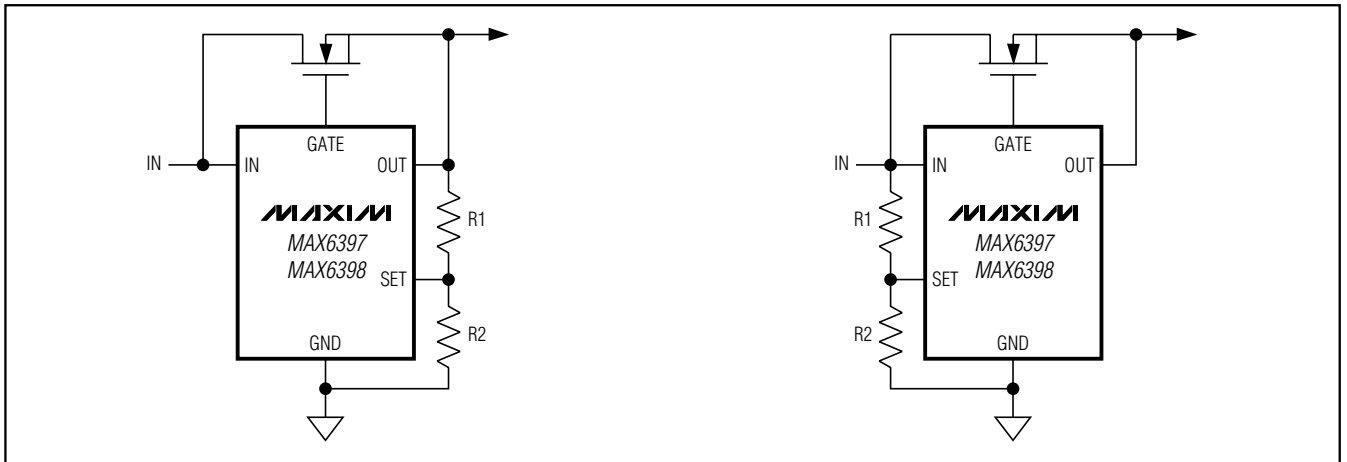 GATE
IN
IN
OUT
MAXIM
R1
MAX6397
MAX6398
SET
R2
GND
GATE
IN
IN
OUT
R1
MAXIM
MAX6397
MAX6398
SET
R2
GND